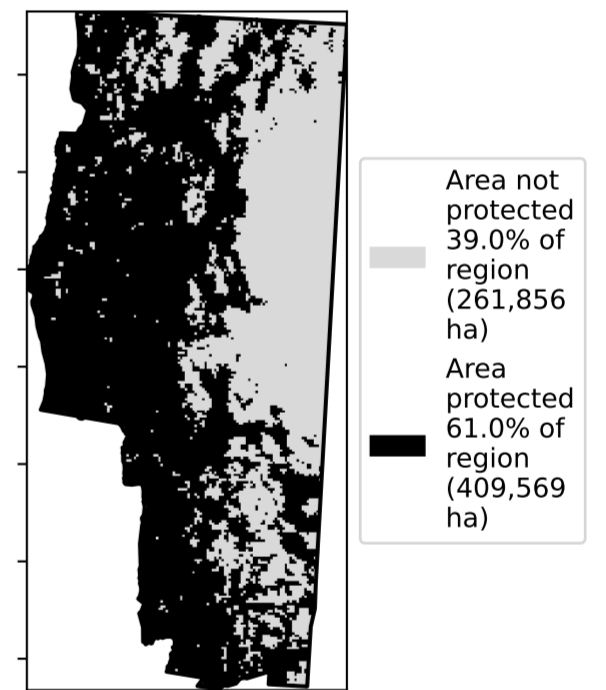 Area not
protected
39.0% of
region
(261,856
ha)
Area
protected
61.0% of
region
(409,569
ha)